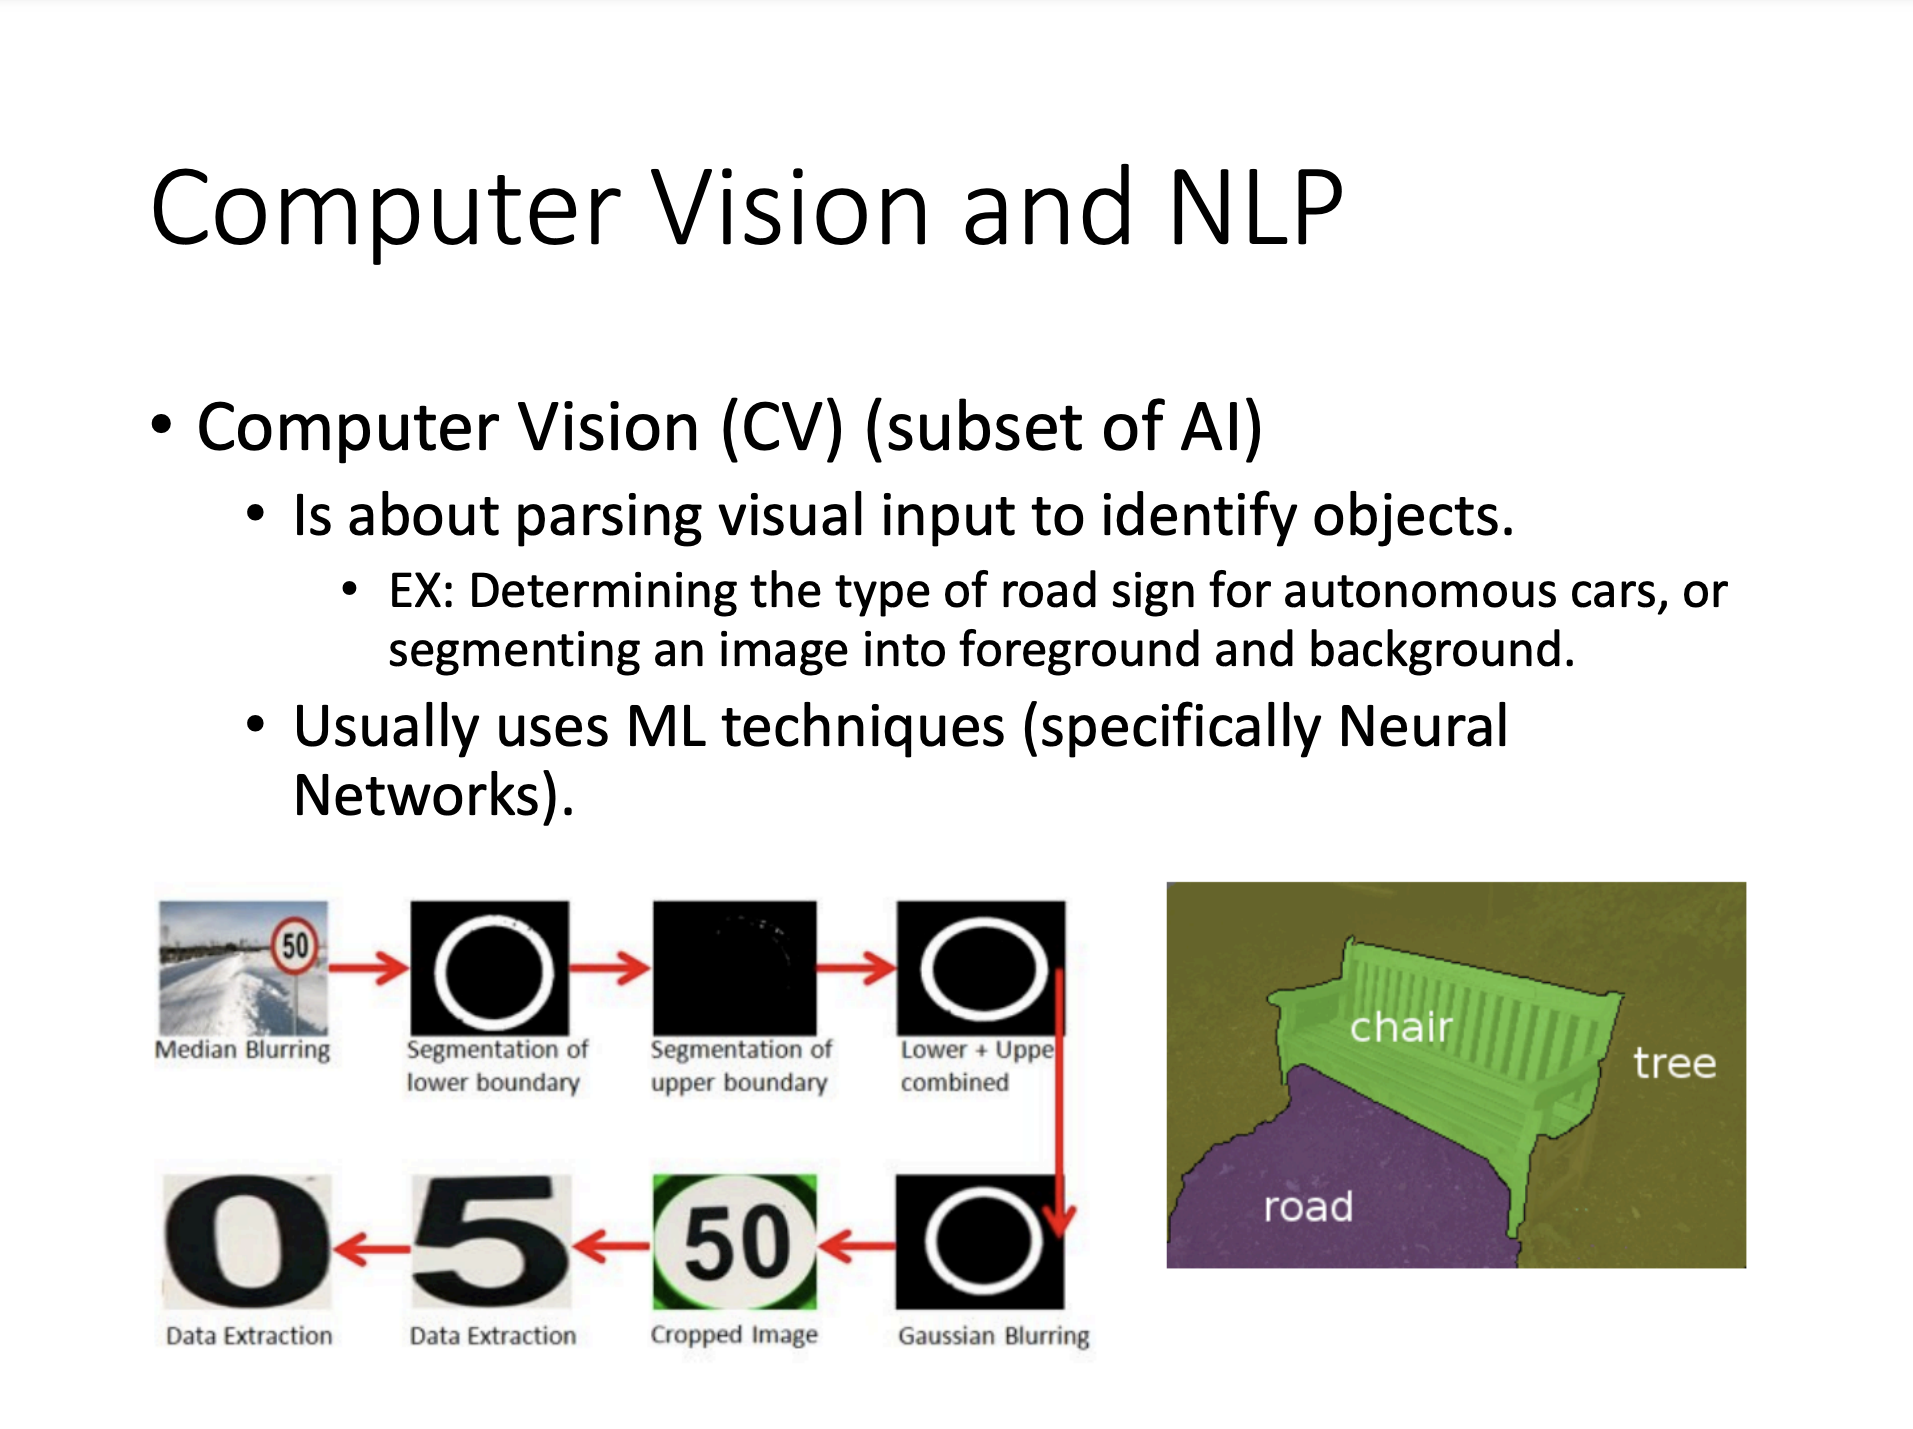 Computer Vision and NLP
• Computer Vision (CV) (subset of AI)
• Is about parsing visual input to identify objects.
• EX: Determining the type of road sign for autonomous cars, or
segmenting an image into foreground and background.
• Usually uses ML techniques (specifically Neural
Networks).
50
Median Blurring
Segmentation of
lower boundary
Segmentation of
upper boundary
Lower + Uppe
combined
0
Data Extraction
5
Data Extraction
50
Cropped Image
Gaussian Blurring
chair
tree
road